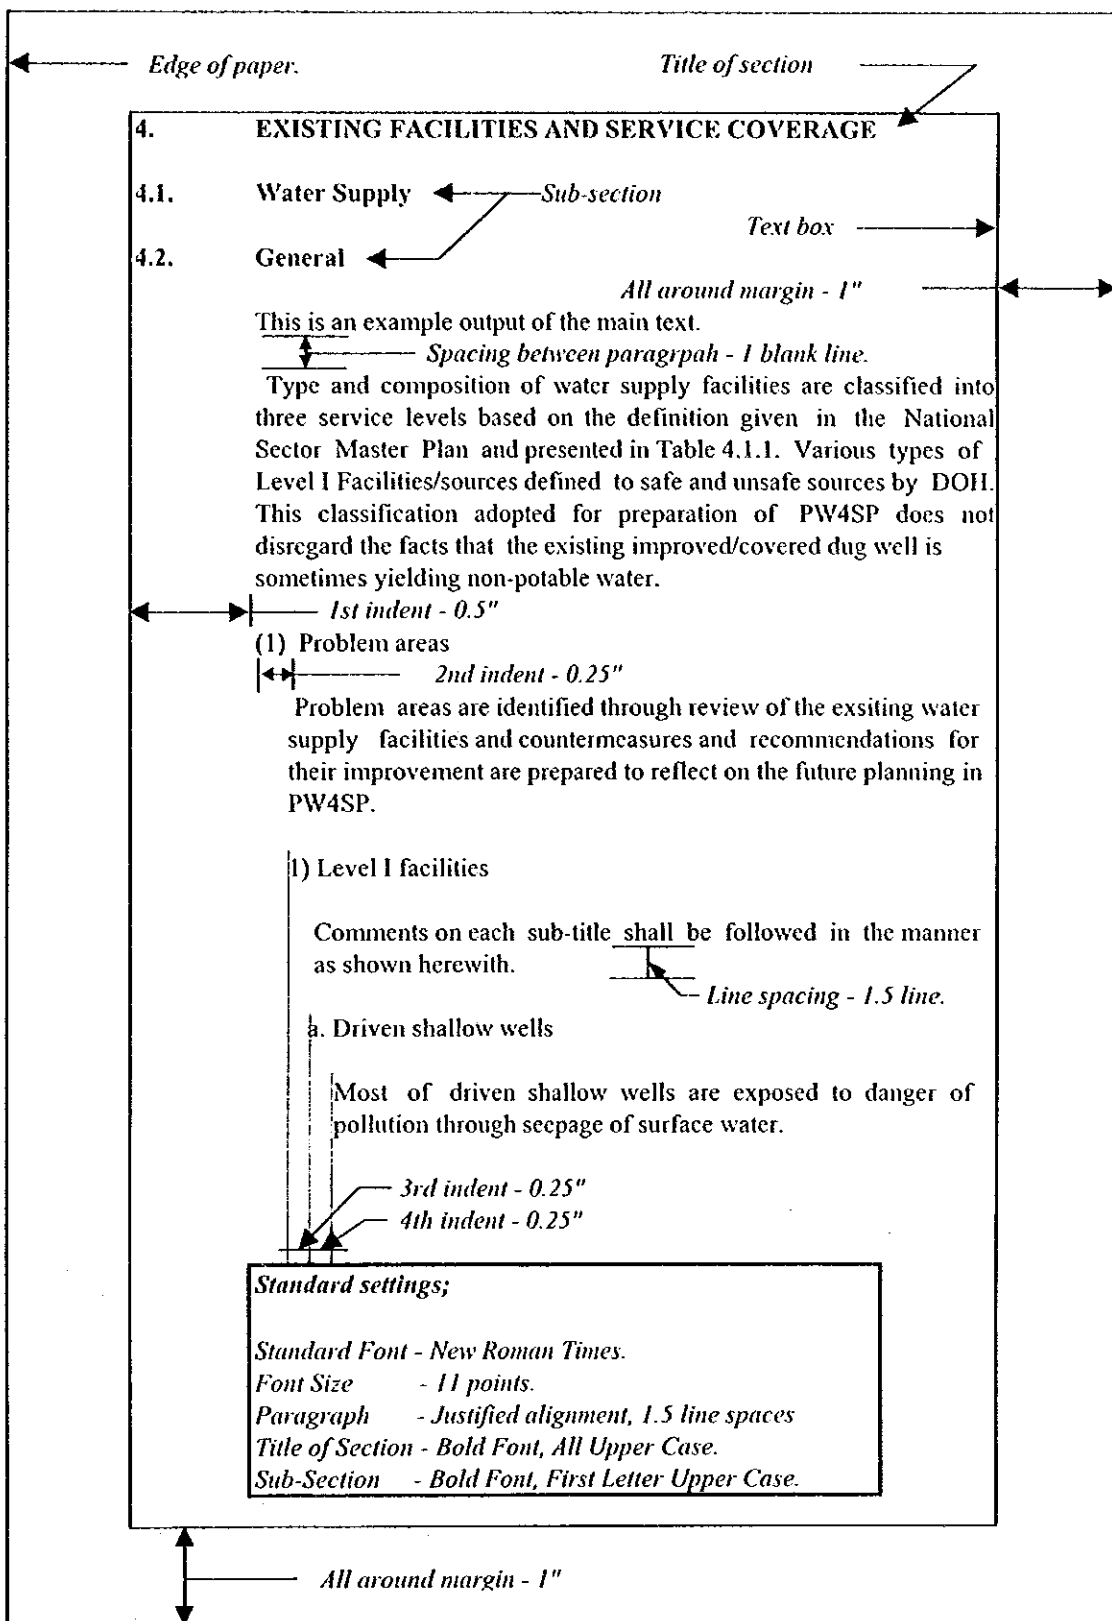 Edge of paper. Title of section
4. EXISTING FACILITIES AND SERVICE COVERAGE
4.1. Water Supply Sub-section
Text box
4.2. General
All around margin - 1"
This is an example output of the main text.
Spacing between paragrpah - 1 blank line.
Type and composition of water supply facilities are classified into
three service levels based on the definition given in the National
Sector Master Plan and presented in Table 4.1.1. Various types of
Level I Facilities/sources defined to safe and unsafe sources by DOH.
This classification adopted for preparation of PW4SP does not
disregard the facts that the existing improved/covered dug well is
sometimes yielding non-potable water.
1st indent - 0.5"
(1) Problem areas
2nd indent - 0.25"
Problem areas are identified through review of the exsiting water
supply facilities and countermeasures and recommendations for
their improvement are prepared to reflect on the future planning in
PW4SP.
1) Level I facilities
Comments on each sub-title shall be followed in the manner
as shown herewith.
Line spacing - 1.5 line.
a. Driven shallow wells
Most of driven shallow wells are exposed to danger of
pollution through seepage of surface water.
3rd indent - 0.25"
4th indent - 0.25"
Standard settings;
Standard Font - New Roman Times.
Font Size - 11 points.
Paragraph - Justified alignment, 1.5 line spaces
Title of Section - Bold Font, All Upper Case.
Sub-Section - Bold Font, First Letter Upper Case.
All around margin - 1"